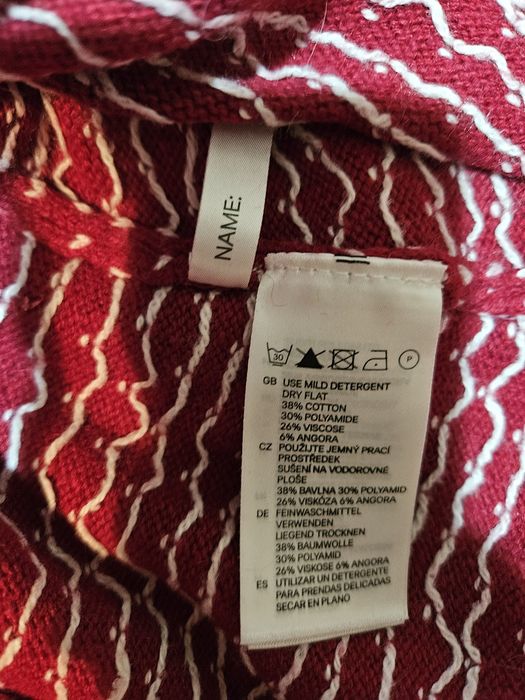 NAME:
30
P
GB USE MILD DETERGENT
DRY FLAT
38% COTTON
30% POLYAMIDE
26% VISCOSE
6% ANGORA
CZ POUŽIJTE JEMNÝ PRACÍ
PROSTŘEDEK
SUŠENÍ NA VODOROVNÉ
PLOŠE
38% BAVLNA 30% POLYAMID
26% VISKÓZA 6% ANGORA
DE FEINWASCHMITTEL
VERWENDEN
LIEGEND TROCKNEN
38% BAUMWOLLE
30% POLYAMID
26% VISKOSE 6% ANGORA
ES UTILIZAR UN DETERGENTE
PARA PRENDAS DELICADAS
SECAR EN PLANO